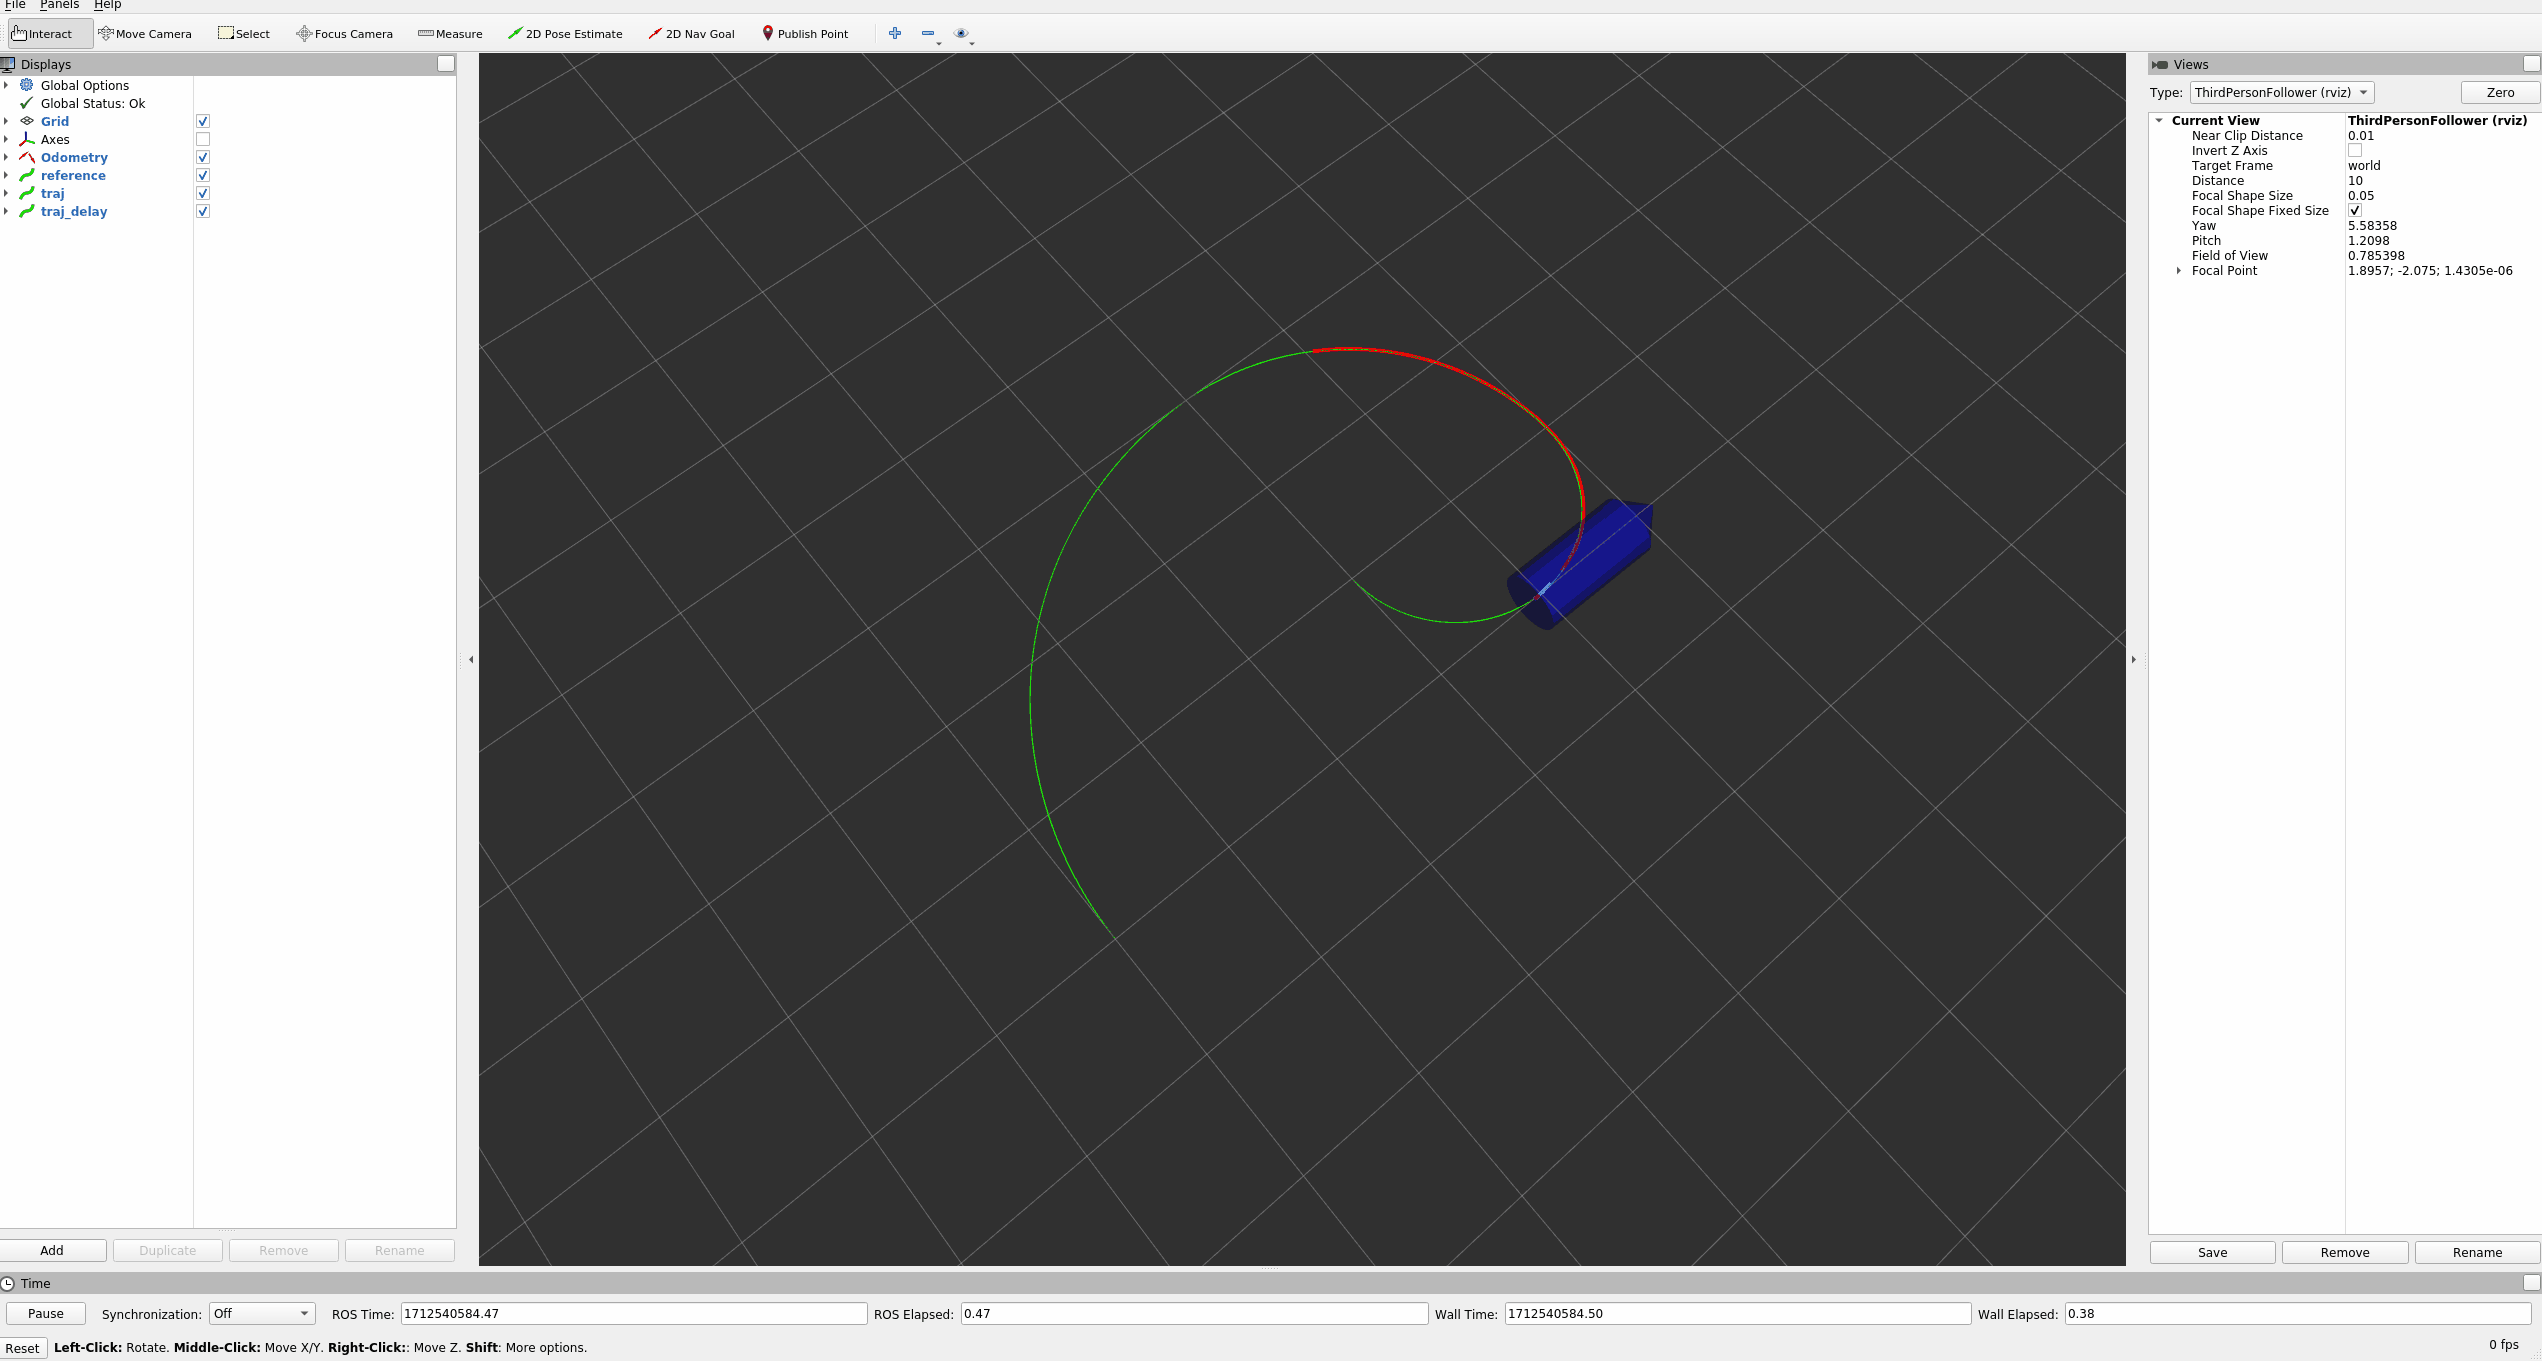 File Panels Help
Interact Move Camera Select Focus Camera Measure 2D Pose Estimate 2D Nav Goal Publish Point
Displays
Global Options
Global Status: Ok
Grid
Axes
Odometry
reference
traj
traj_delay
Add Duplicate Remove Rename
Views
Type: ThirdPersonFollower (rviz) Zero
Current View ThirdPersonFollower (rviz)
Near Clip Distance 0.01
Invert Z Axis
Target Frame world
Distance 10
Focal Shape Size 0.05
Focal Shape Fixed Size
Yaw 5.58358
Pitch 1.2098
Field of View 0.785398
Focal Point 1.8957; -2.075; 1.4305e-06
Save Remove Rename
Time
Pause Synchronization: Off ROS Time: 1712540584.47 ROS Elapsed: 0.47 Wall Time: 1712540584.50 Wall Elapsed: 0.38
Reset Left-Click: Rotate. Middle-Click: Move X/Y. Right-Click:: Move Z. Shift: More options. 0 fps